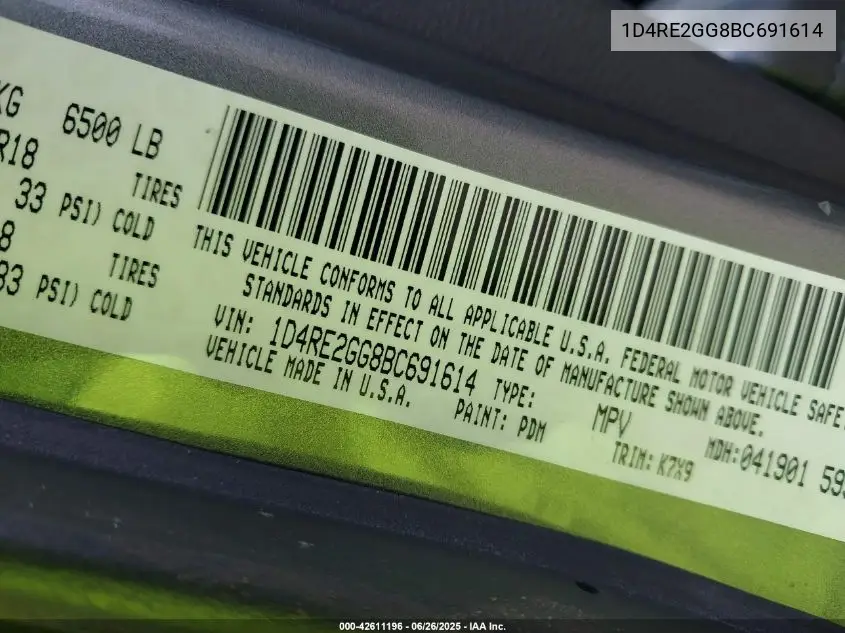 1D4RE2GG8BC691614
KG 6500 LB
R18 TIRES
33 PSI) COLD
8 TIRES
33 PSI) COLD
THIS VEHICLE CONFORMS TO ALL APPLICABLE U.S.A. FEDERAL MOTOR VEHICLE SAFE
STANDARDS IN EFFECT ON THE DATE OF MANUFACTURE SHOWN ABOVE.
VIN: 1D4RE2GG8BC691614 TYPE: MPV MDH:041901 59
VEHICLE MADE IN U.S.A. PAINT: PDM TRIM: K7X9
000-42611196 - 06/26/2025 - IAA Inc.